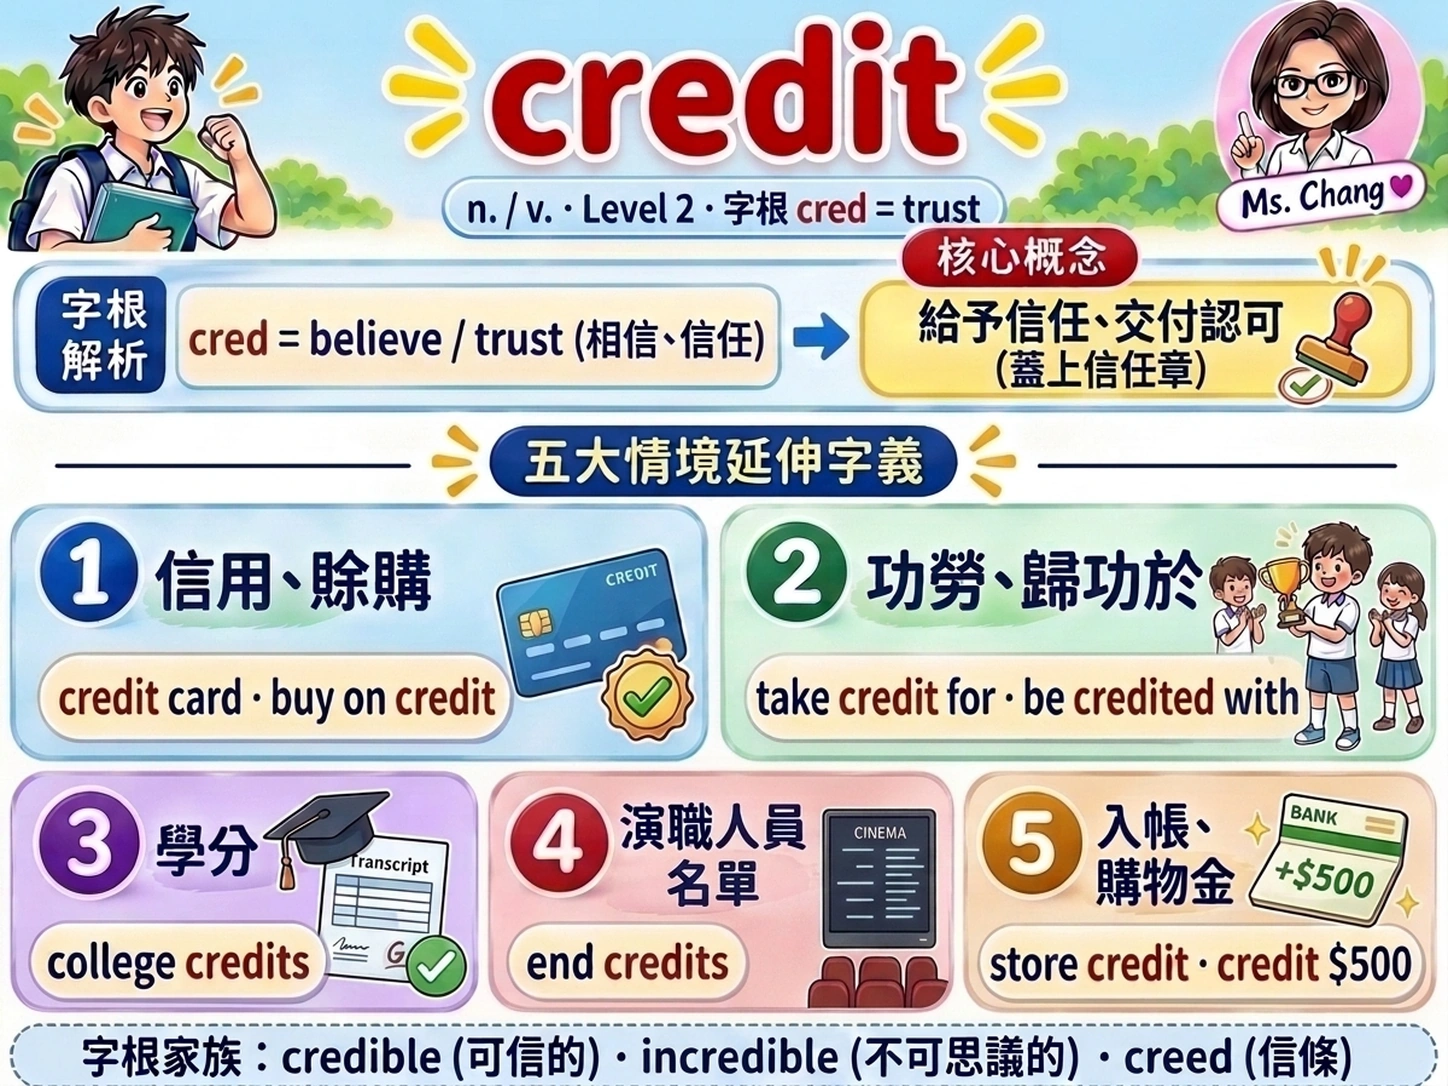 credit
n. / v. · Level 2 · 字根 cred = trust
Ms. Chang
字根
解析
cred = believe / trust (相信、信任)
核心概念
給予信任、交付認可
(蓋上信任章)
五大情境延伸字義
1 信用、賒購
CREDIT
credit card · buy on credit
2 功勞、歸功於
take credit for · be credited with
3 學分
Transcript
G
college credits
4 演職人員
名單
CINEMA
end credits
5 入帳、
購物金
BANK
+$500
store credit · credit $500
字根家族：credible (可信的) · incredible (不可思議的) · creed (信條)